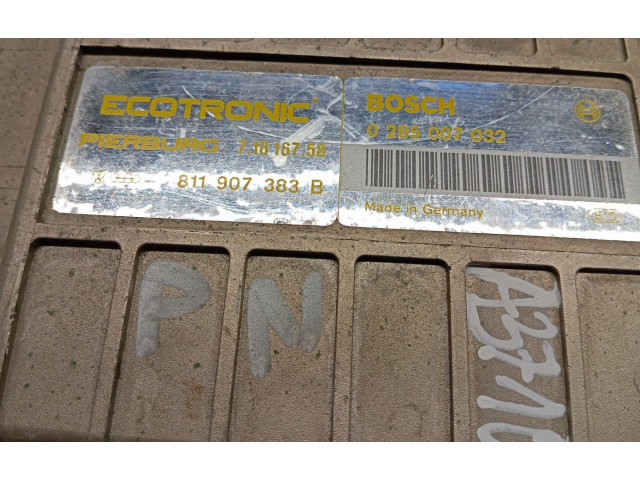 ECOTRONIC
PIERBURG 7.18 167.58
811 907 383 B
BOSCH
0 285 007 032
Made in Germany
PN